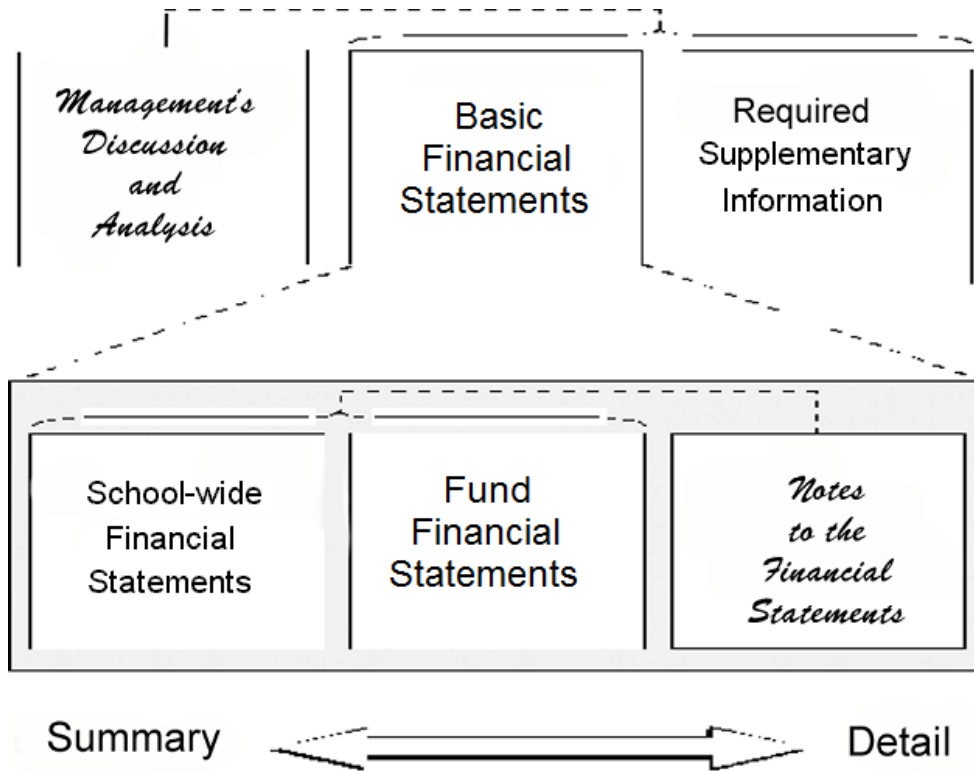 Management's
Discussion
and
Analysis
Basic
Financial
Statements
Required
Supplementary
Information
School-wide
Financial
Statements
Fund
Financial
Statements
Notes
to the
Financial
Statements
Summary
Detail